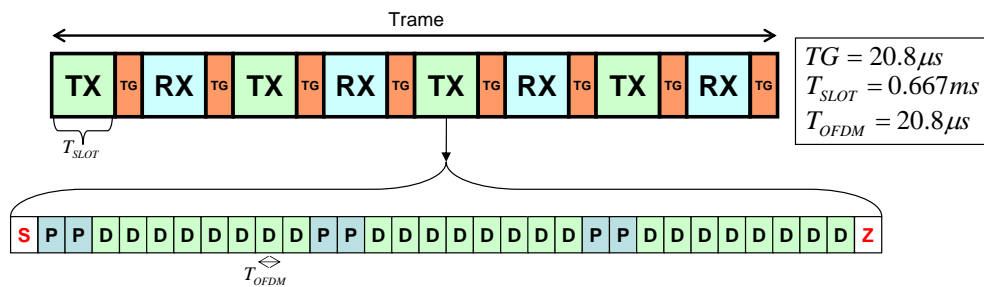 Trame
TX TG RX TG TX TG RX TG TX TG RX TG TX TG RX TG
TG = 20.8μs
T_SLOT = 0.667ms
T_OFDM = 20.8μs
T_SLOT
S P P D D D D D D D D P P D D D D D D D D P P D D D D D D D D Z
T_OFDM